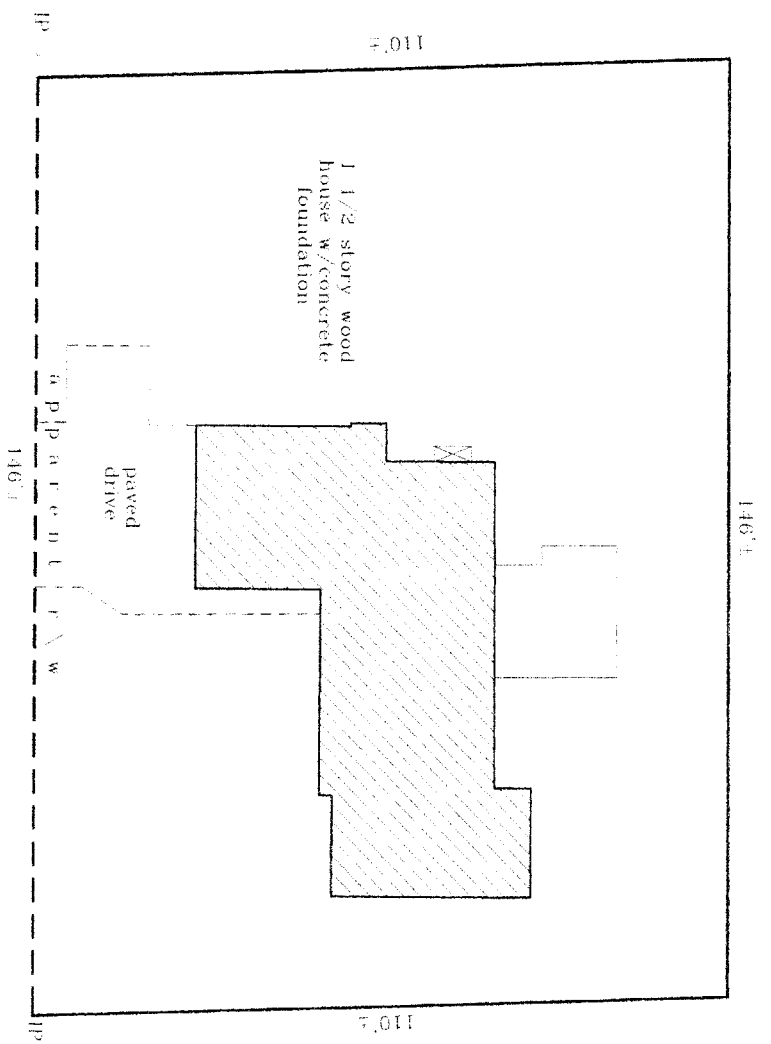 146'±
110'±
110'±
1 1/2 story wood
house w/concrete
foundation
paved
drive
apparent r/w
IP
IP
146'±